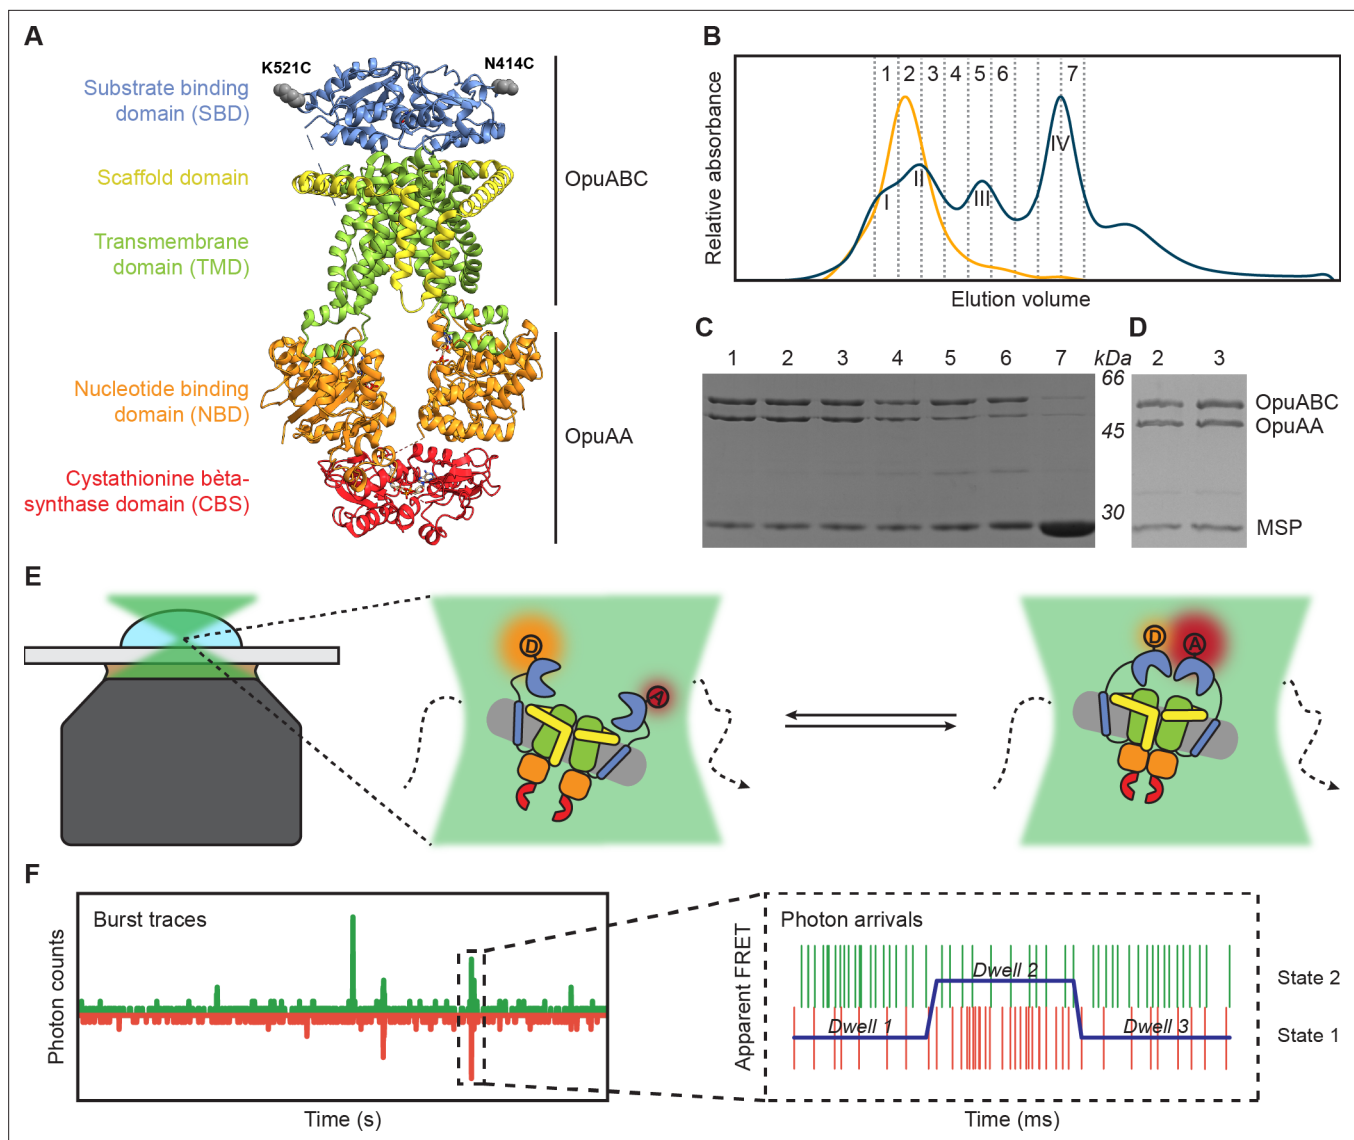 A
K521C
N414C
Substrate binding
domain (SBD)
Scaffold domain
OpuABC
Transmembrane
domain (TMD)
Nucleotide binding
domain (NBD)
OpuAA
Cystathionine bèta-
synthase domain (CBS)
B
1 2 3 4 5 6 7
Relative absorbance
I II III IV
Elution volume
C
1 2 3 4 5 6 7
kDa
66
45
30
D
2 3
OpuABC
OpuAA
MSP
E
D
A
D
A
F
Burst traces
Photon counts
Time (s)
Photon arrivals
Apparent FRET
Dwell 2
State 2
Dwell 1
Dwell 3
State 1
Time (ms)